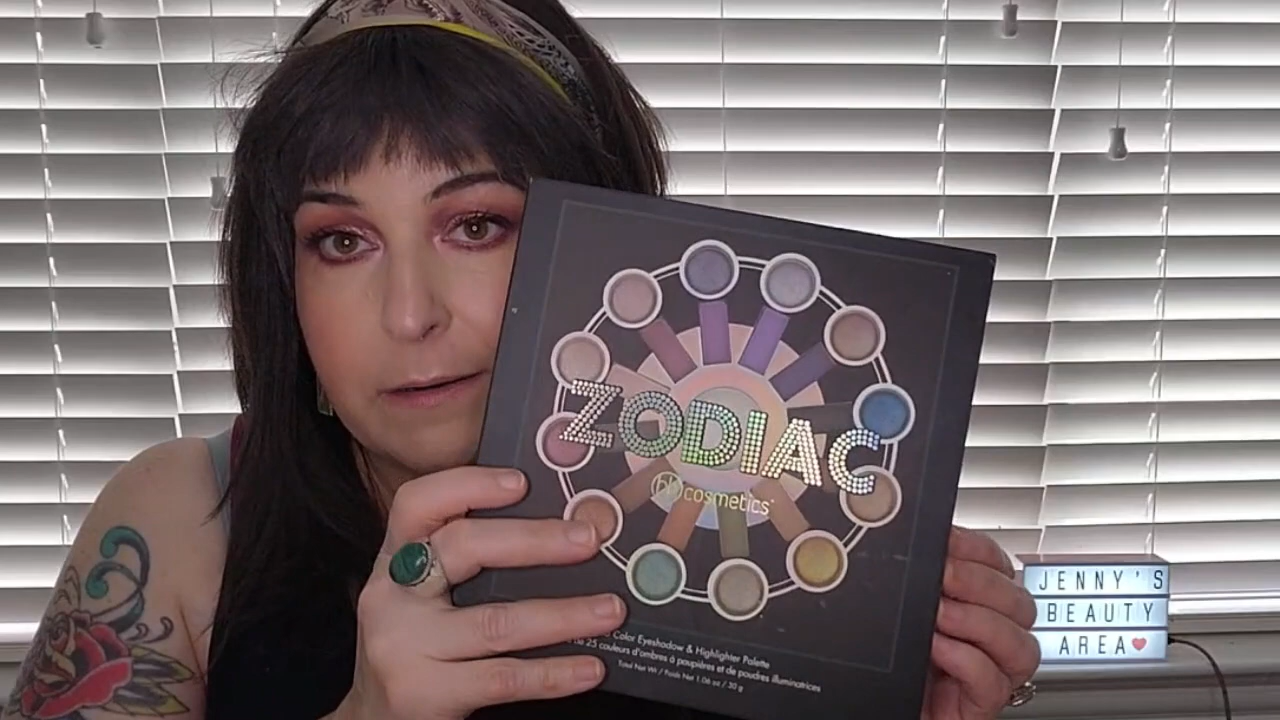 ZODIAC
bh cosmetics
Color Eyeshadow & Highlighter Palette
de 25 couleurs d'ombres à paupières et de poudres illuminatrices
Total Net Wt / Poids Net 1.06 oz / 30 g
JENNY'S
BEAUTY
AREA